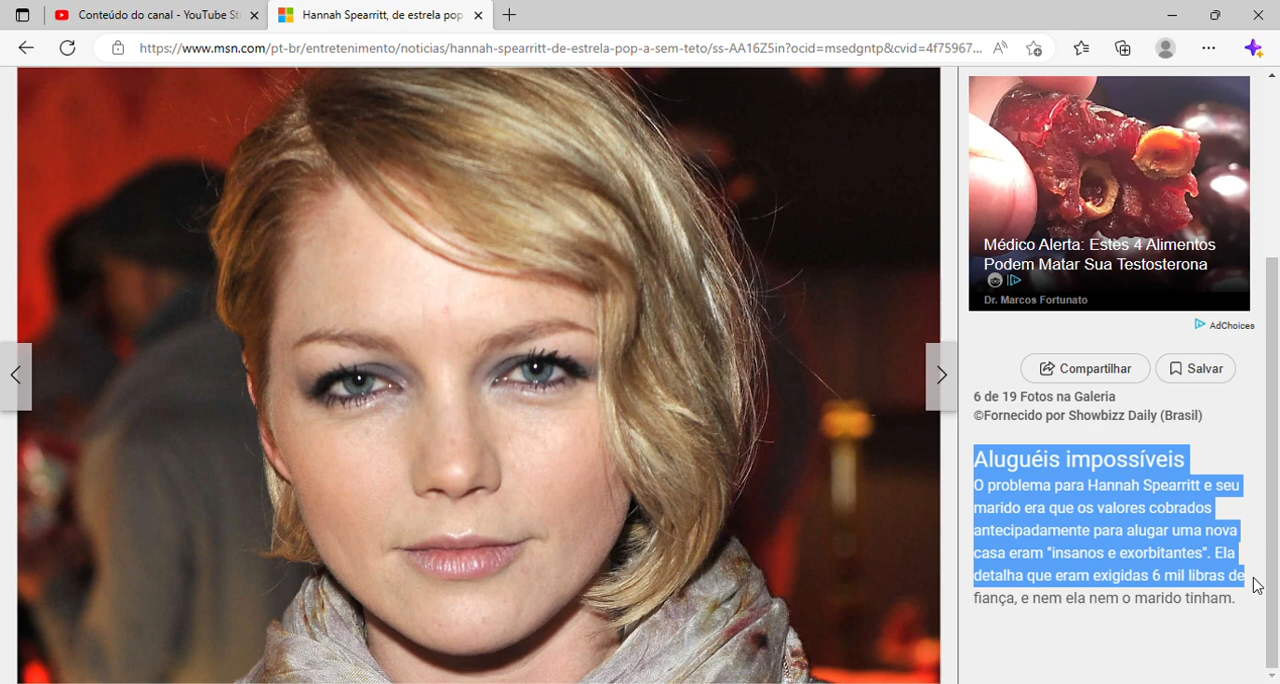 Conteúdo do canal - YouTube St
Hannah Spearritt, de estrela pop
https://www.msn.com/pt-br/entretenimento/noticias/hannah-spearritt-de-estrela-pop-a-sem-teto/ss-AA16Z5in?ocid=msedgntp&cvid=4f75967...
Médico Alerta: Estes 4 Alimentos
Podem Matar Sua Testosterona
Dr. Marcos Fortunato
AdChoices
Compartilhar
Salvar
6 de 19 Fotos na Galeria
©Fornecido por Showbizz Daily (Brasil)
Aluguéis impossíveis
O problema para Hannah Spearritt e seu
marido era que os valores cobrados
antecipadamente para alugar uma nova
casa eram "insanos e exorbitantes". Ela
detalha que eram exigidas 6 mil libras de
fiança, e nem ela nem o marido tinham.